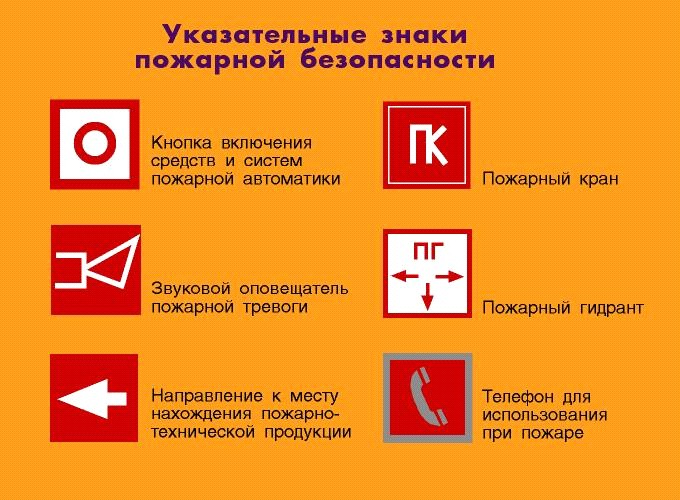 Указательные знаки
пожарной безопасности
Кнопка включения
средств и систем
пожарной автоматики
ПК
Пожарный кран
Звуковой оповещатель
пожарной тревоги
ПГ
Пожарный гидрант
Направление к месту
нахождения пожарно-
технической продукции
Телефон для
использования
при пожаре